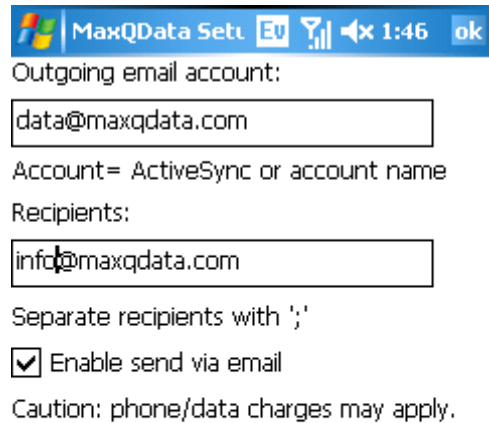 MaxQData Setu Ev 1:46 ok
Outgoing email account:
data@maxqdata.com
Account= ActiveSync or account name
Recipients:
info@maxqdata.com
Separate recipients with ';'
Enable send via email
Caution: phone/data charges may apply.